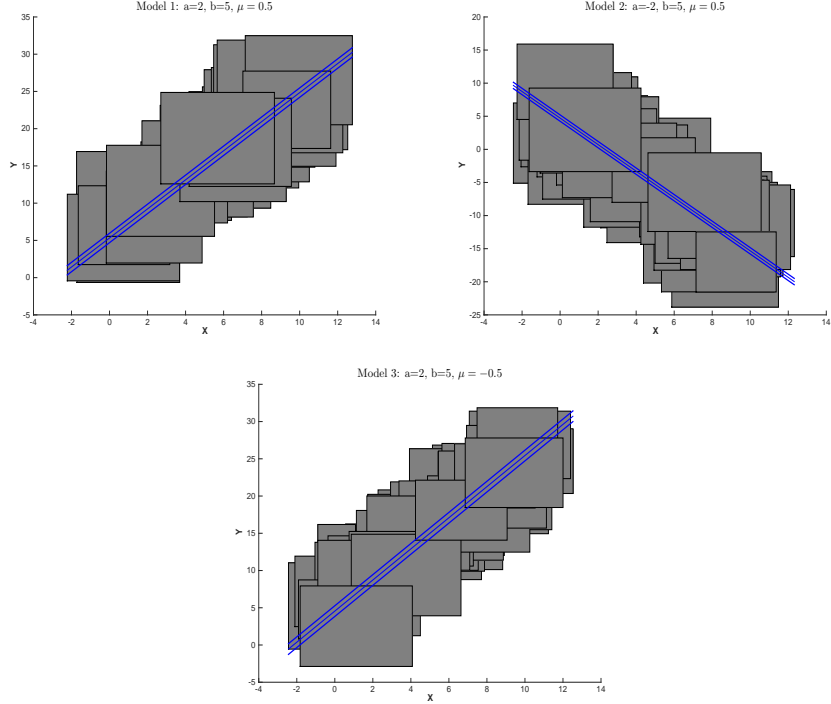 Model 1: a=2, b=5, μ = 0.5
35
30
25
20
15
10
5
0
-5
Y
-4 -2 0 2 4 6 8 10 12 14
X
Model 2: a=-2, b=5, μ = 0.5
20
15
10
5
0
-5
-10
-15
-20
-25
Y
-4 -2 0 2 4 6 8 10 12 14
X
Model 3: a=2, b=5, μ = −0.5
35
30
25
20
15
10
5
0
-5
Y
-4 -2 0 2 4 6 8 10 12 14
X